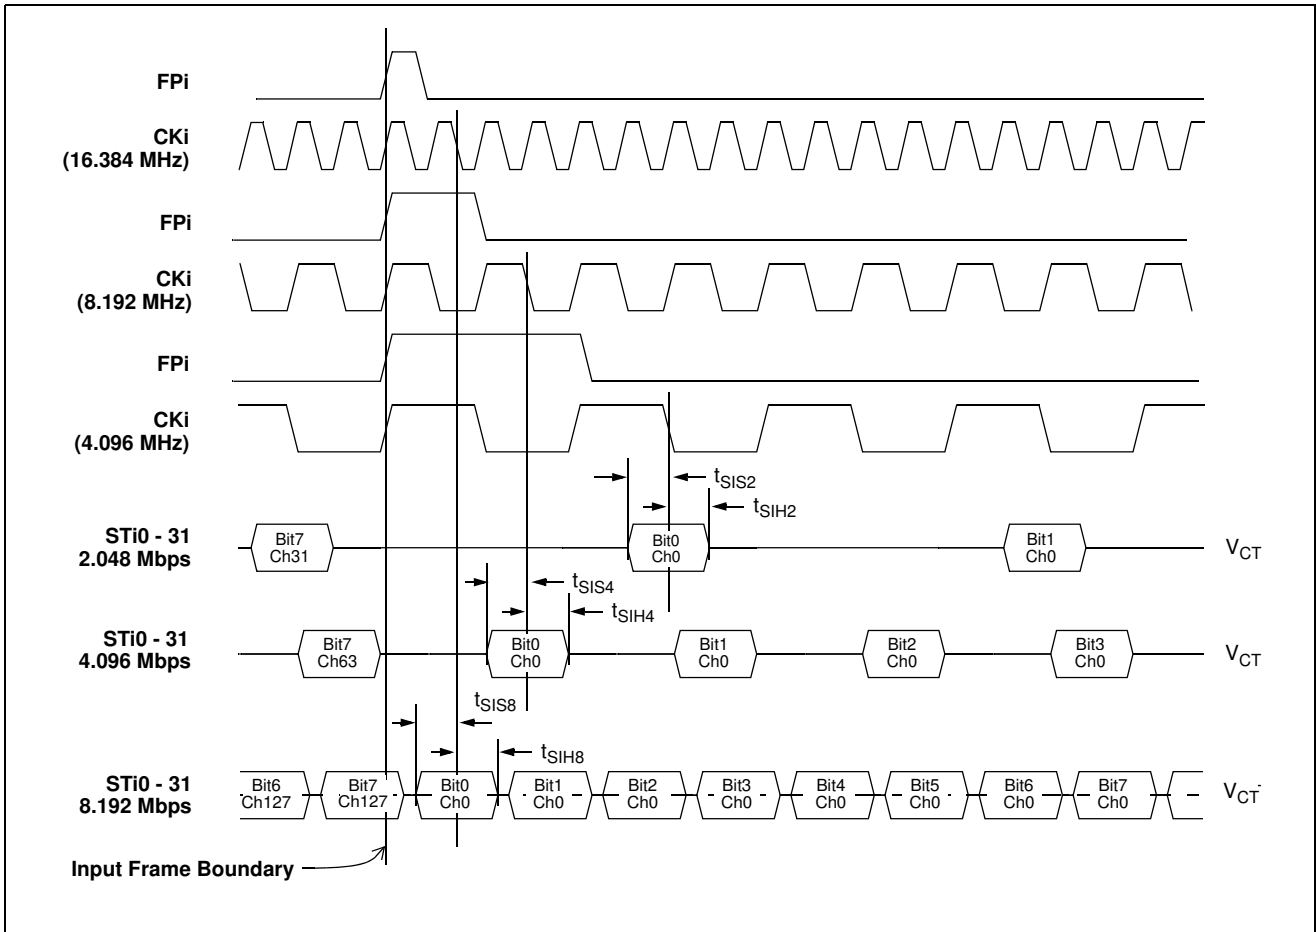 FPi
CKi
(16.384 MHz)
FPi
CKi
(8.192 MHz)
FPi
CKi
(4.096 MHz)
tSIS2
tSIH2
STi0 - 31
2.048 Mbps
Bit7
Ch31
Bit0
Ch0
Bit1
Ch0
VCT
tSIS4
tSIH4
STi0 - 31
4.096 Mbps
Bit7
Ch63
Bit0
Ch0
Bit1
Ch0
Bit2
Ch0
Bit3
Ch0
VCT
tSIS8
tSIH8
STi0 - 31
8.192 Mbps
Bit6
Ch127
Bit7
Ch127
Bit0
Ch0
Bit1
Ch0
Bit2
Ch0
Bit3
Ch0
Bit4
Ch0
Bit5
Ch0
Bit6
Ch0
Bit7
Ch0
VCT
Input Frame Boundary